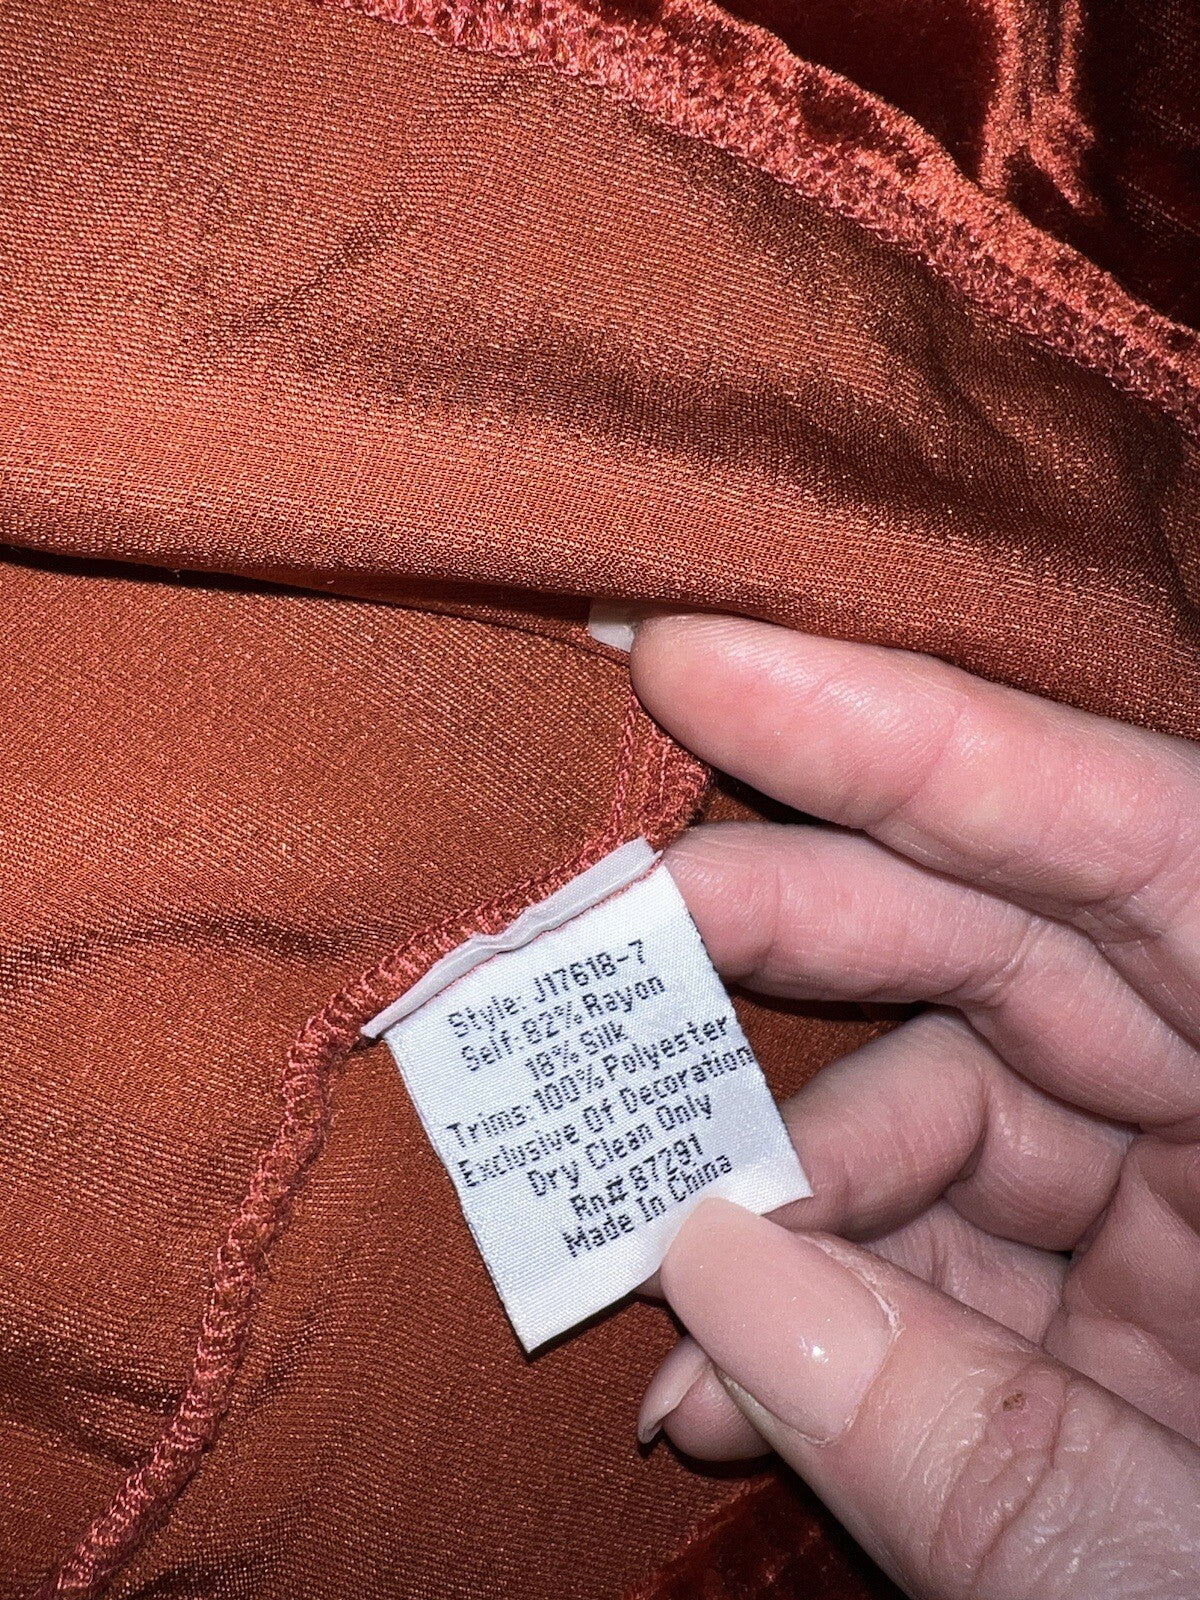 Style: J17618-7
Self: 82% Rayon
18% Silk
Trims: 100% Polyester
Exclusive Of Decoration
Dry Clean Only
Rn# 87291
Made In China